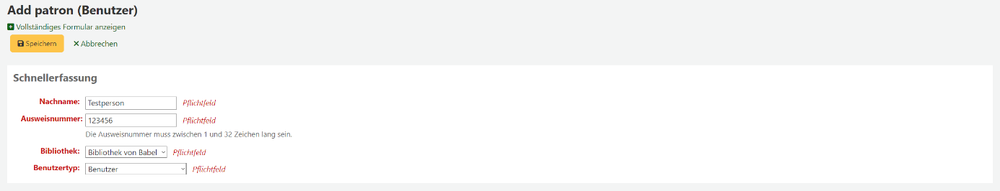 Add patron (Benutzer)
Vollständiges Formular anzeigen
Speichern Abbrechen
Schnellerfassung
Nachname: Testperson Pflichtfeld
Ausweisnummer: 123456 Pflichtfeld
Die Ausweisnummer muss zwischen 1 und 32 Zeichen lang sein.
Bibliothek: Bibliothek von Babel Pflichtfeld
Benutzertyp: Benutzer Pflichtfeld